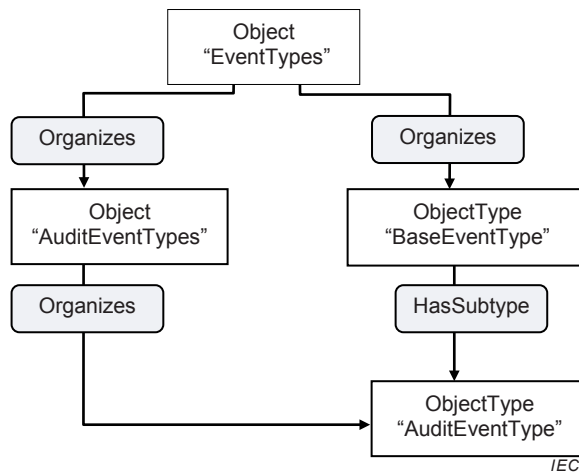 Object
“EventTypes”
Organizes
Organizes
Object
“AuditEventTypes”
ObjectType
“BaseEventType”
Organizes
HasSubtype
ObjectType
“AuditEventType”
IEC